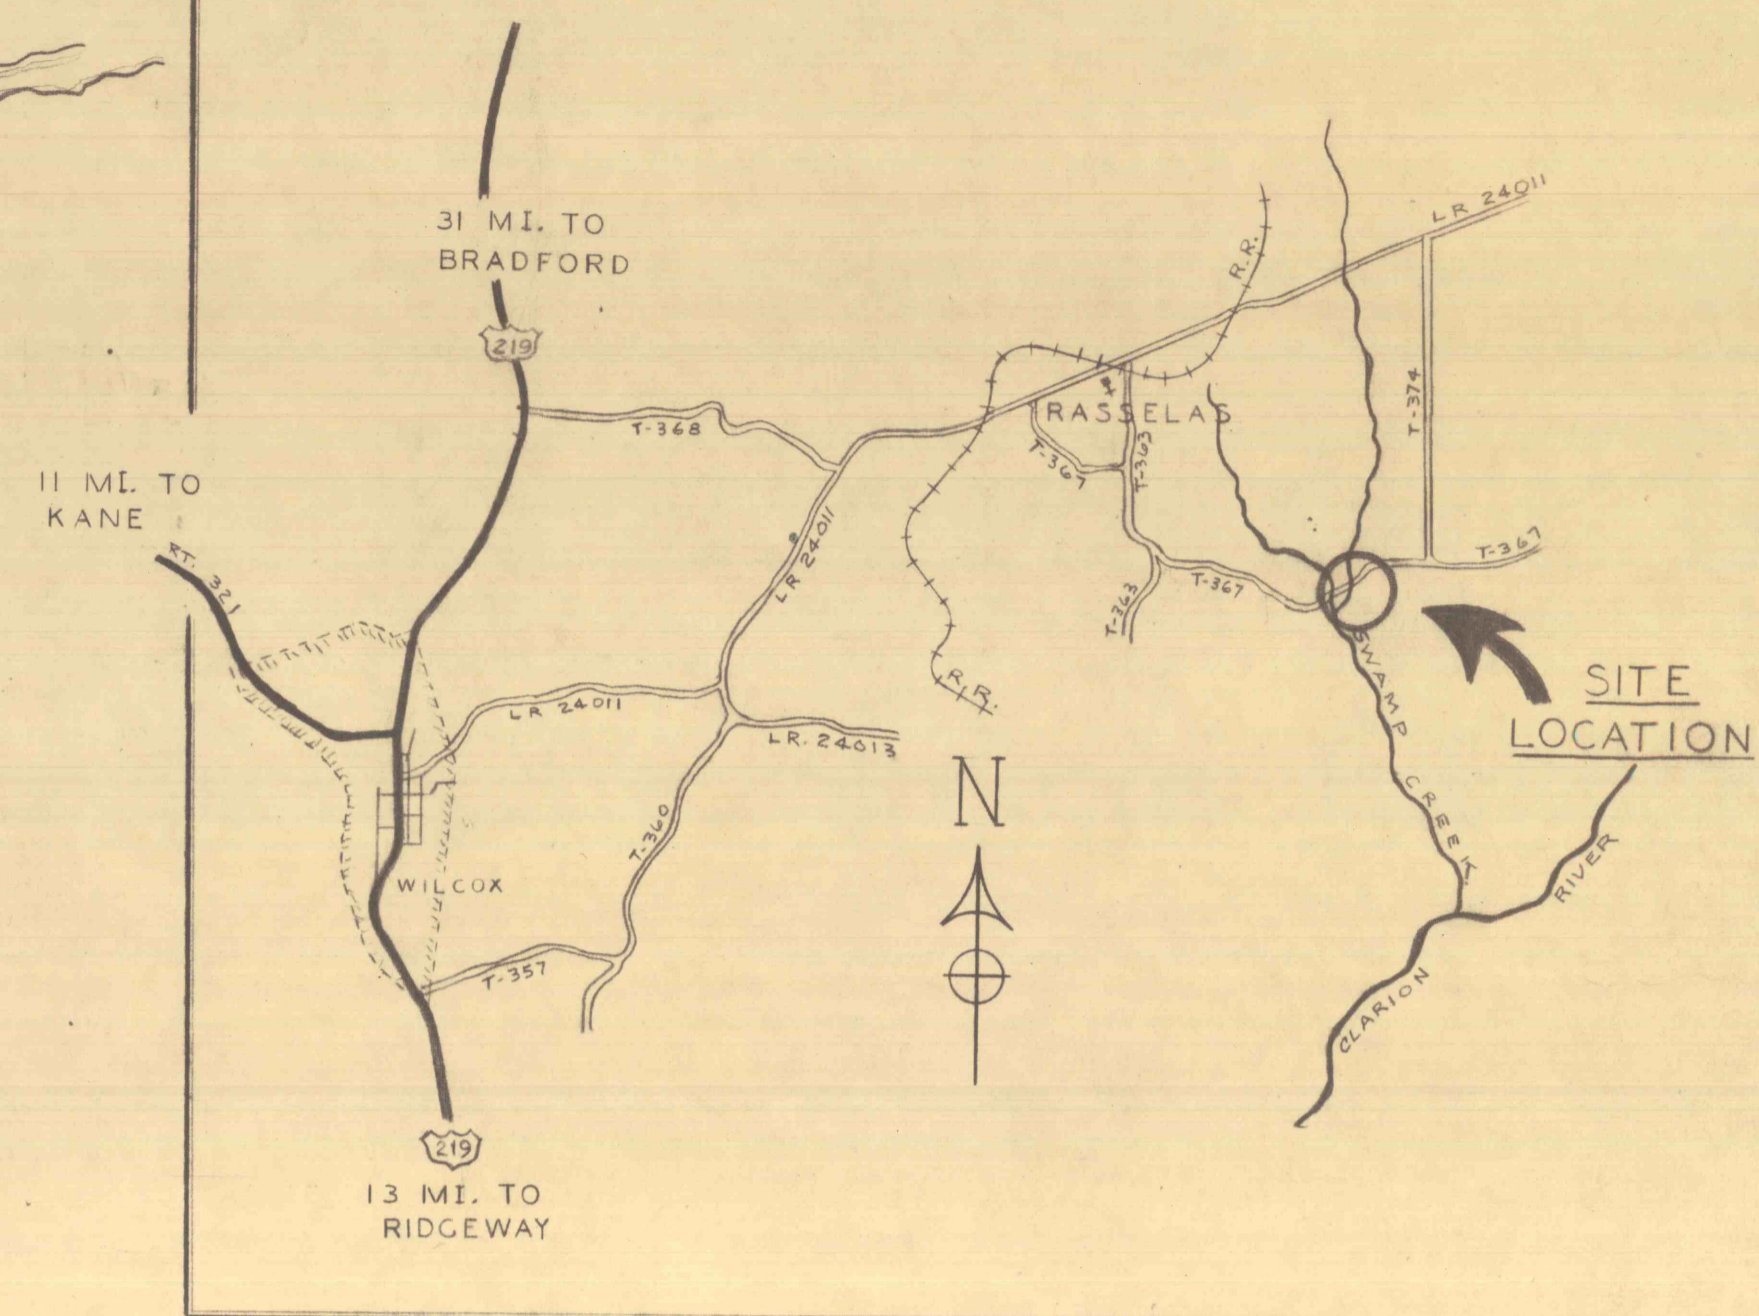 31 MI. TO
BRADFORD
219
LR 24011
R.R.
T-368
RASSELAS
T-374
T-367
T-363
11 MI. TO
KANE
RT. 321
LR 24011
T-367
T-367
T-363
SWAMP CREEK
SITE
LOCATION
LR 24011
R.R.
LR. 24013
N
T-360
RIVER
WILCOX
T-357
CLARION
219
13 MI. TO
RIDGEWAY